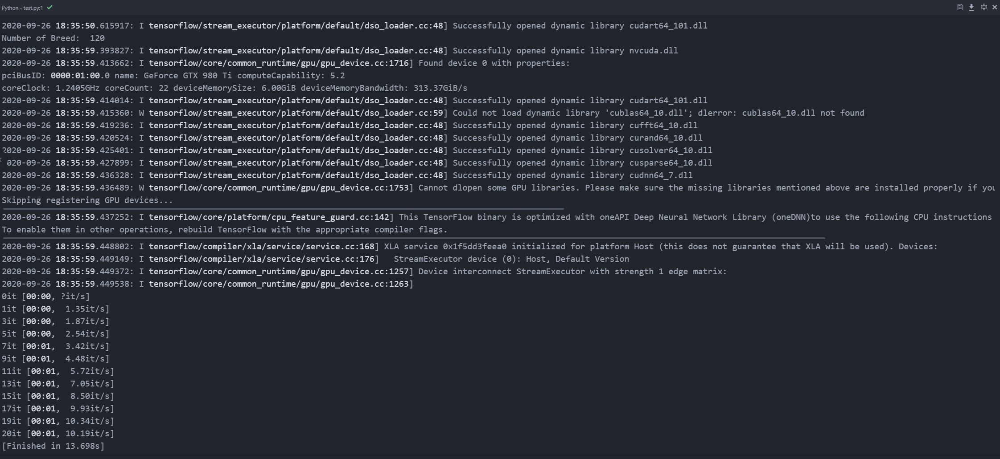 Python - test.py:1
2020-09-26 18:35:50.615917: I tensorflow/stream_executor/platform/default/dso_loader.cc:48] Successfully opened dynamic library cudart64_101.dll
Number of Breed:  120
2020-09-26 18:35:59.393827: I tensorflow/stream_executor/platform/default/dso_loader.cc:48] Successfully opened dynamic library nvcuda.dll
2020-09-26 18:35:59.413662: I tensorflow/core/common_runtime/gpu/gpu_device.cc:1716] Found device 0 with properties:
pciBusID: 0000:01:00.0 name: GeForce GTX 980 Ti computeCapability: 5.2
coreClock: 1.2405GHz coreCount: 22 deviceMemorySize: 6.00GiB deviceMemoryBandwidth: 313.37GiB/s
2020-09-26 18:35:59.414014: I tensorflow/stream_executor/platform/default/dso_loader.cc:48] Successfully opened dynamic library cudart64_101.dll
2020-09-26 18:35:59.415360: W tensorflow/stream_executor/platform/default/dso_loader.cc:59] Could not load dynamic library 'cublas64_10.dll'; dlerror: cublas64_10.dll not found
2020-09-26 18:35:59.419236: I tensorflow/stream_executor/platform/default/dso_loader.cc:48] Successfully opened dynamic library cufft64_10.dll
2020-09-26 18:35:59.420524: I tensorflow/stream_executor/platform/default/dso_loader.cc:48] Successfully opened dynamic library curand64_10.dll
2020-09-26 18:35:59.425401: I tensorflow/stream_executor/platform/default/dso_loader.cc:48] Successfully opened dynamic library cusolver64_10.dll
2020-09-26 18:35:59.427899: I tensorflow/stream_executor/platform/default/dso_loader.cc:48] Successfully opened dynamic library cusparse64_10.dll
2020-09-26 18:35:59.436328: I tensorflow/stream_executor/platform/default/dso_loader.cc:48] Successfully opened dynamic library cudnn64_7.dll
2020-09-26 18:35:59.436489: W tensorflow/core/common_runtime/gpu/gpu_device.cc:1753] Cannot dlopen some GPU libraries. Please make sure the missing libraries mentioned above are installed properly if you
Skipping registering GPU devices...
2020-09-26 18:35:59.437252: I tensorflow/core/platform/cpu_feature_guard.cc:142] This TensorFlow binary is optimized with oneAPI Deep Neural Network Library (oneDNN)to use the following CPU instructions
To enable them in other operations, rebuild TensorFlow with the appropriate compiler flags.
2020-09-26 18:35:59.448802: I tensorflow/compiler/xla/service/service.cc:168] XLA service 0x1f5dd3feea0 initialized for platform Host (this does not guarantee that XLA will be used). Devices:
2020-09-26 18:35:59.449149: I tensorflow/compiler/xla/service/service.cc:176]   StreamExecutor device (0): Host, Default Version
2020-09-26 18:35:59.449372: I tensorflow/core/common_runtime/gpu/gpu_device.cc:1257] Device interconnect StreamExecutor with strength 1 edge matrix:
2020-09-26 18:35:59.449538: I tensorflow/core/common_runtime/gpu/gpu_device.cc:1263]
0it [00:00, ?it/s]
1it [00:00,  1.35it/s]
3it [00:00,  1.87it/s]
5it [00:00,  2.54it/s]
7it [00:01,  3.42it/s]
9it [00:01,  4.48it/s]
11it [00:01,  5.72it/s]
13it [00:01,  7.05it/s]
15it [00:01,  8.50it/s]
17it [00:01,  9.93it/s]
19it [00:01, 10.34it/s]
20it [00:01, 10.19it/s]
[Finished in 13.698s]